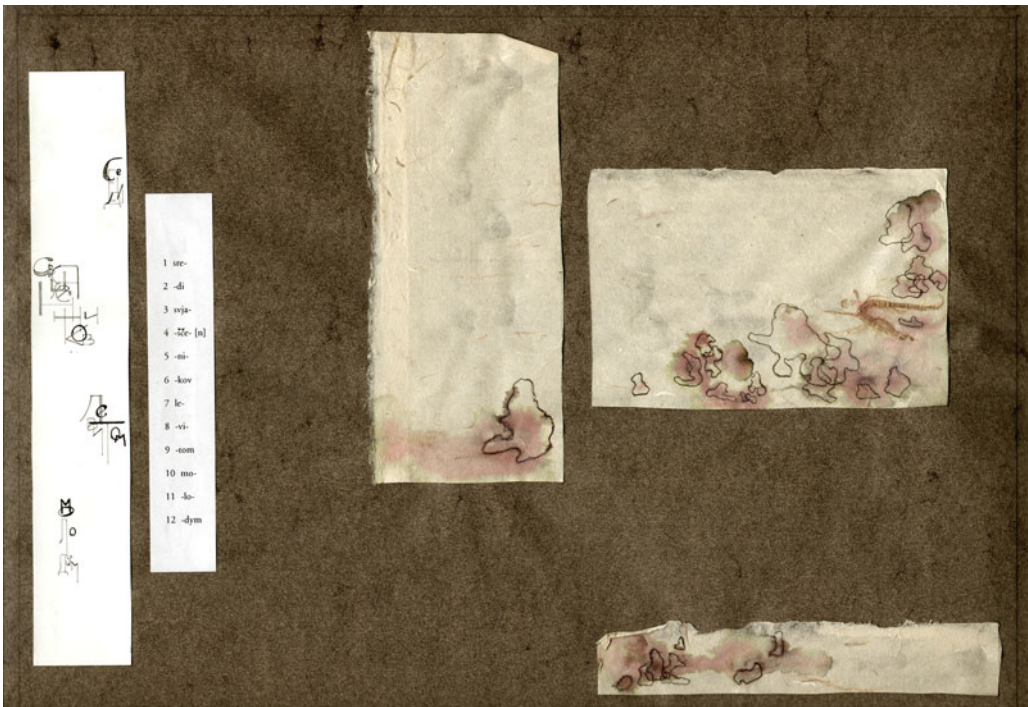 1 sre-
2 -di
3 svja-
4 -šče- [n]
5 -ni-
6 -kov
7 le-
8 -vi-
9 -tom
10 mo-
11 -lo-
12 -dym